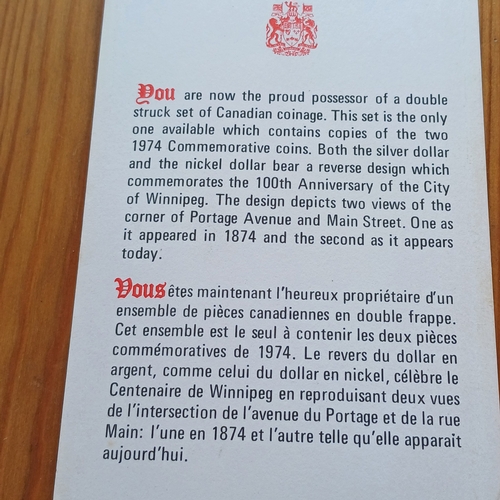 You are now the proud possessor of a double
struck set of Canadian coinage. This set is the only
one available which contains copies of the two
1974 Commemorative coins. Both the silver dollar
and the nickel dollar bear a reverse design which
commemorates the 100th Anniversary of the City
of Winnipeg. The design depicts two views of the
corner of Portage Avenue and Main Street. One as
it appeared in 1874 and the second as it appears
today.
Vous êtes maintenant l'heureux propriétaire d'un
ensemble de pièces canadiennes en double frappe.
Cet ensemble est le seul à contenir les deux pièces
commémoratives de 1974. Le revers du dollar en
argent, comme celui du dollar en nickel, célèbre le
Centenaire de Winnipeg en reproduisant deux vues
de l'intersection de l'avenue du Portage et de la rue
Main: l'une en 1874 et l'autre telle qu'elle apparait
aujourd'hui.